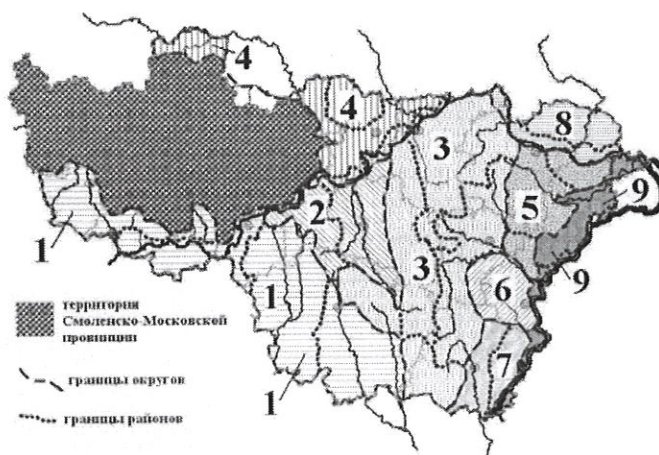 4
4
8
3
9
5
2
1
9
1
3
6
территория
Смоленско-Московской
провинции
7
границы округов
1
границы районов